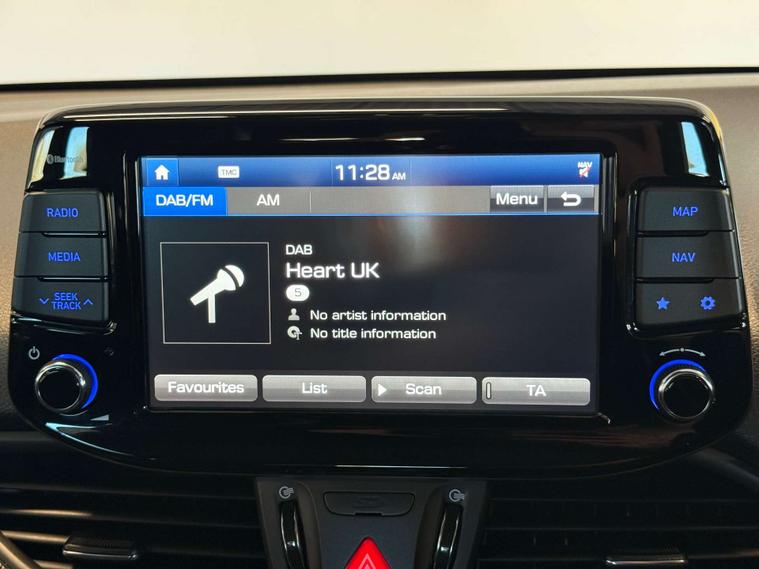 Bluetooth
TMC
11:28 AM
NAV
DAB/FM
AM
Menu
RADIO
MEDIA
SEEK
TRACK
DAB
Heart UK
5
No artist information
No title information
Favourites
List
Scan
TA
MAP
NAV